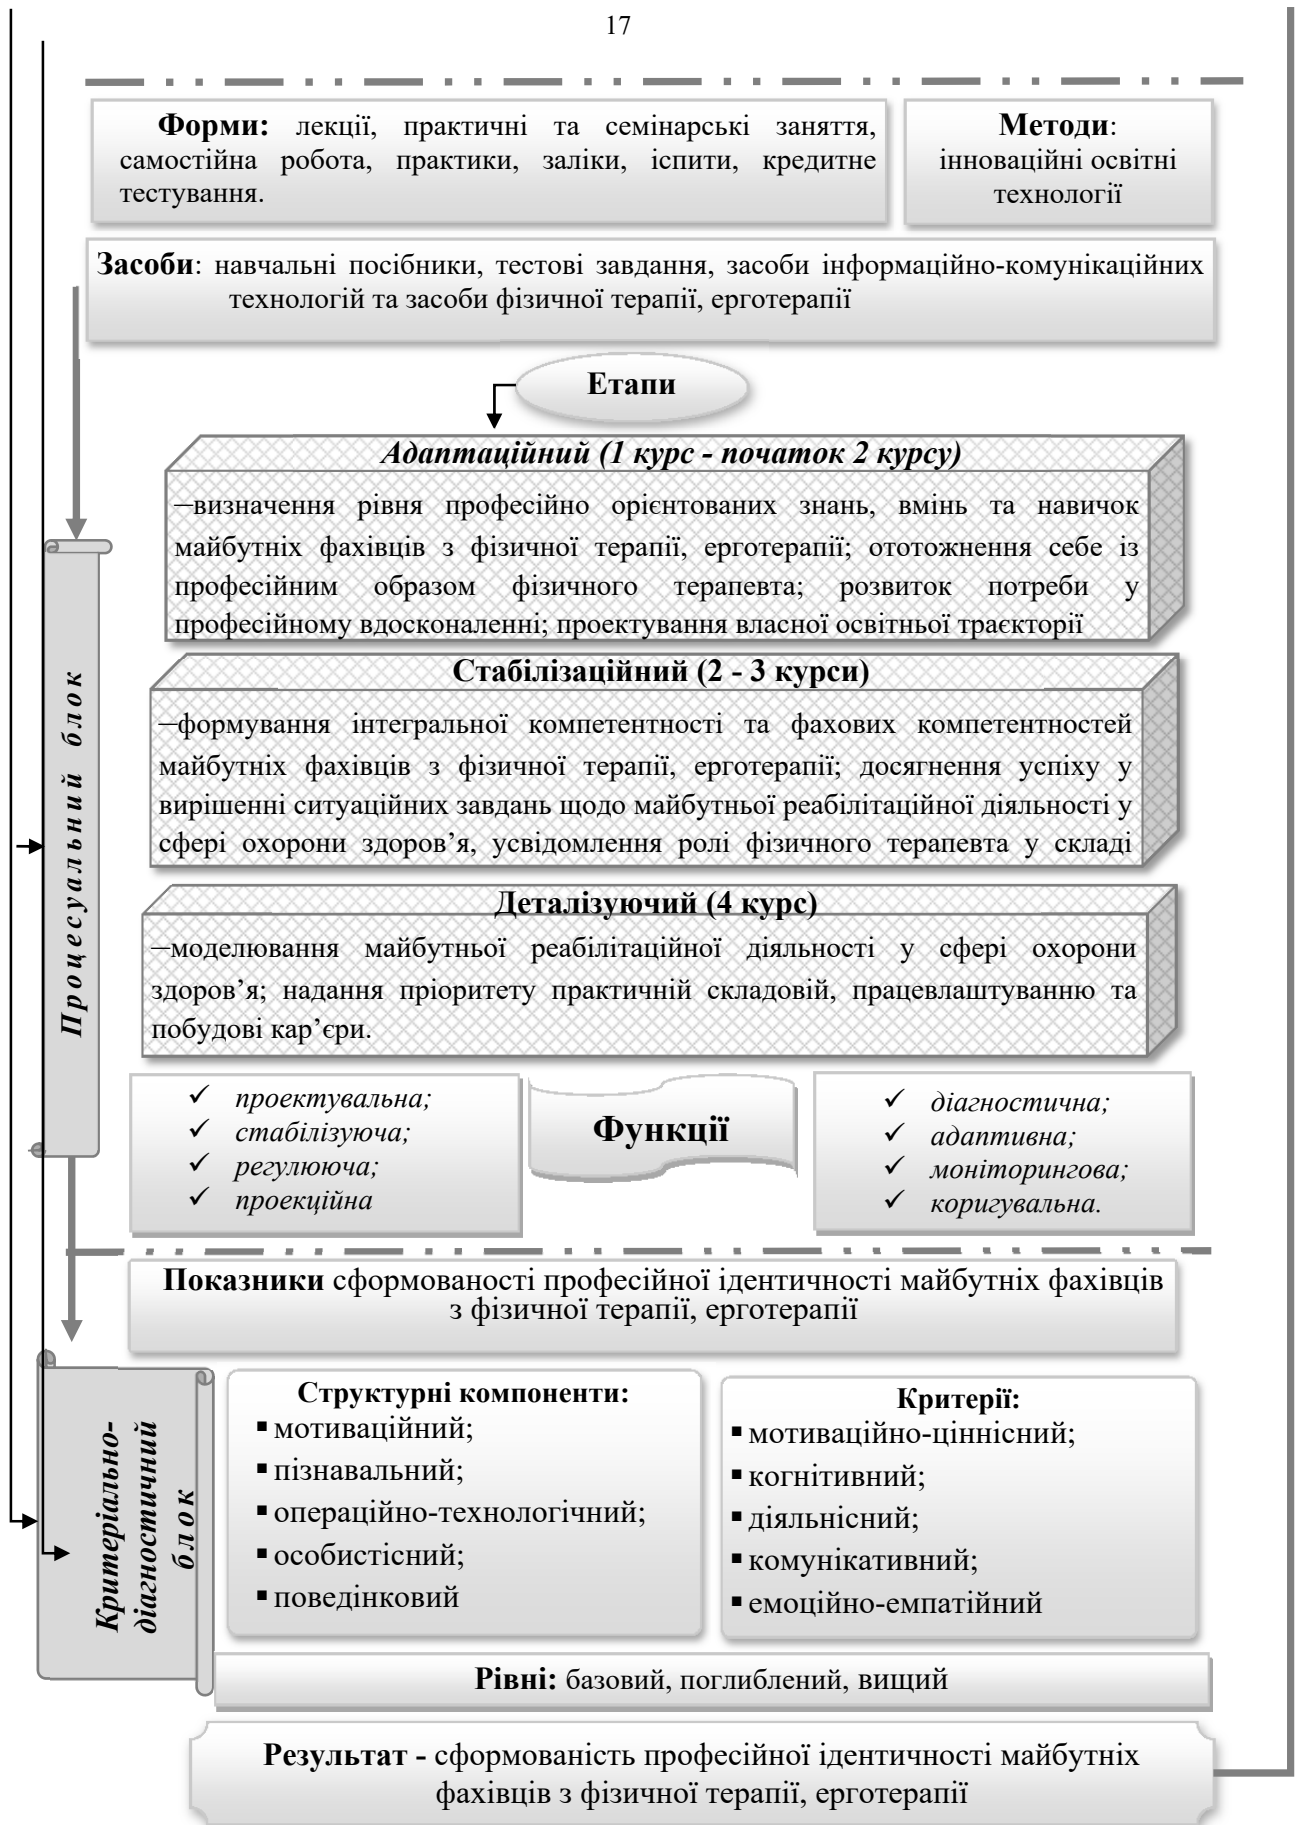 17
Форми: лекції, практичні та семінарські заняття,
самостійна робота, практики, заліки, іспити, кредитне
тестування.
Методи:
інноваційні освітні
технології
Засоби: навчальні посібники, тестові завдання, засоби інформаційно-комунікаційних
технологій та засоби фізичної терапії, ерготерапії
Етапи
Адаптаційний (1 курс - початок 2 курсу)
–визначення рівня професійно орієнтованих знань, вмінь та навичок
майбутніх фахівців з фізичної терапії, ерготерапії; ототожнення себе із
професійним образом фізичного терапевта; розвиток потреби у
професійному вдосконаленні; проектування власної освітньої траєкторії
Стабілізаційний (2 - 3 курси)
–формування інтегральної компетентності та фахових компетентностей
майбутніх фахівців з фізичної терапії, ерготерапії; досягнення успіху у
вирішенні ситуаційних завдань щодо майбутньої реабілітаційної діяльності у
сфері охорони здоров’я, усвідомлення ролі фізичного терапевта у складі
Процесуальний блок
Деталізуючий (4 курс)
–моделювання майбутньої реабілітаційної діяльності у сфері охорони
здоров’я; надання пріоритету практичній складовій, працевлаштуванню та
побудові кар’єри.
✓ проектувальна;
✓ стабілізуюча;
✓ регулююча;
✓ проекційна
Функції
✓ діагностична;
✓ адаптивна;
✓ моніторингова;
✓ коригувальна.
Показники сформованості професійної ідентичності майбутніх фахівців
з фізичної терапії, ерготерапії
Критеріально-
діагностичний
блок
Структурні компоненти:
▪ мотиваційний;
▪ пізнавальний;
▪ операційно-технологічний;
▪ особистісний;
▪ поведінковий
Критерії:
▪ мотиваційно-ціннісний;
▪ когнітивний;
▪ діяльнісний;
▪ комунікативний;
▪ емоційно-емпатійний
Рівні: базовий, поглиблений, вищий
Результат - сформованість професійної ідентичності майбутніх
фахівців з фізичної терапії, ерготерапії